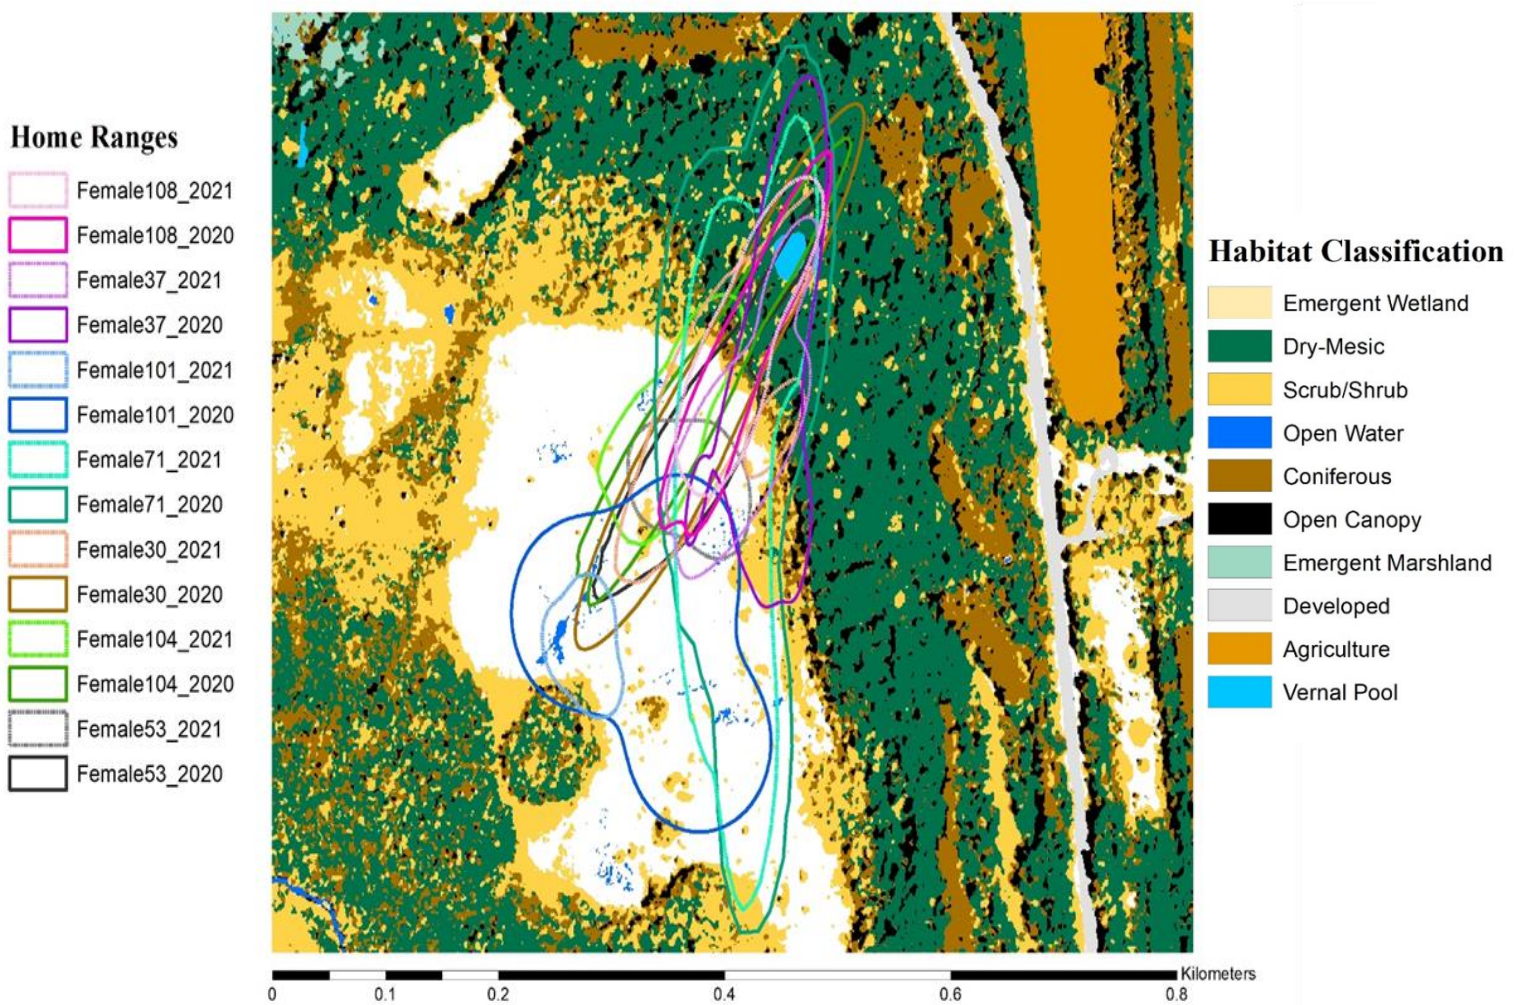 Home Ranges
Female108_2021
Female108_2020
Female37_2021
Female37_2020
Female101_2021
Female101_2020
Female71_2021
Female71_2020
Female30_2021
Female30_2020
Female104_2021
Female104_2020
Female53_2021
Female53_2020
Habitat Classification
Emergent Wetland
Dry-Mesic
Scrub/Shrub
Open Water
Coniferous
Open Canopy
Emergent Marshland
Developed
Agriculture
Vernal Pool
Kilometers
0 0.1 0.2 0.4 0.6 0.8